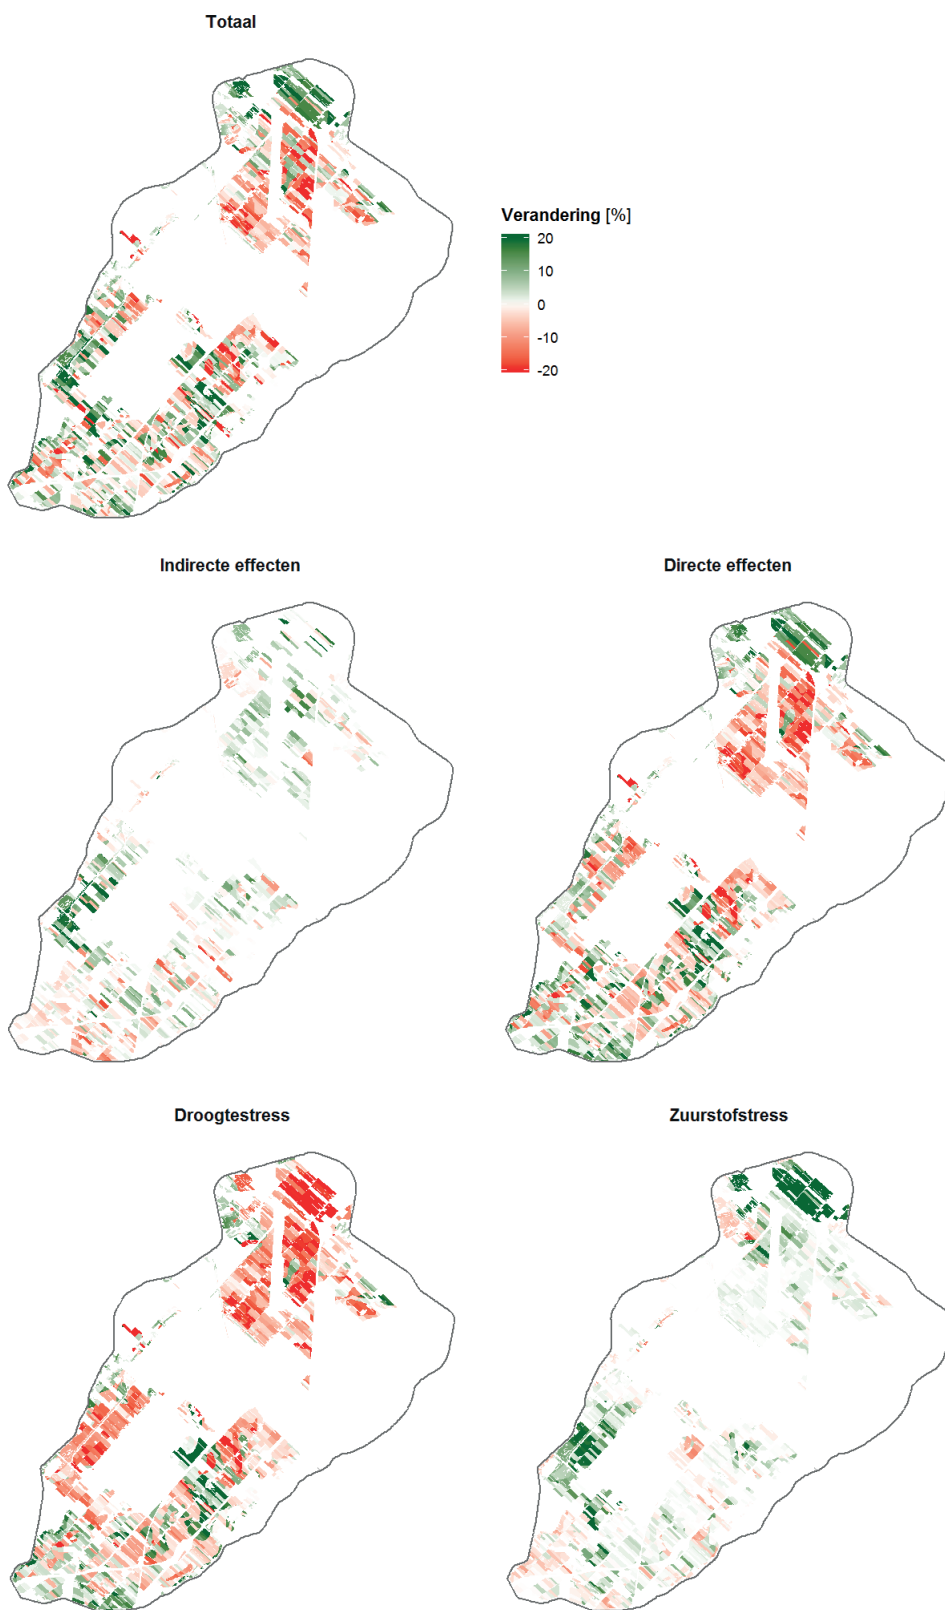 Totaal
Verandering [%]
20
10
0
-10
-20
Indirecte effecten
Directe effecten
Droogtestress
Zuurstofstress